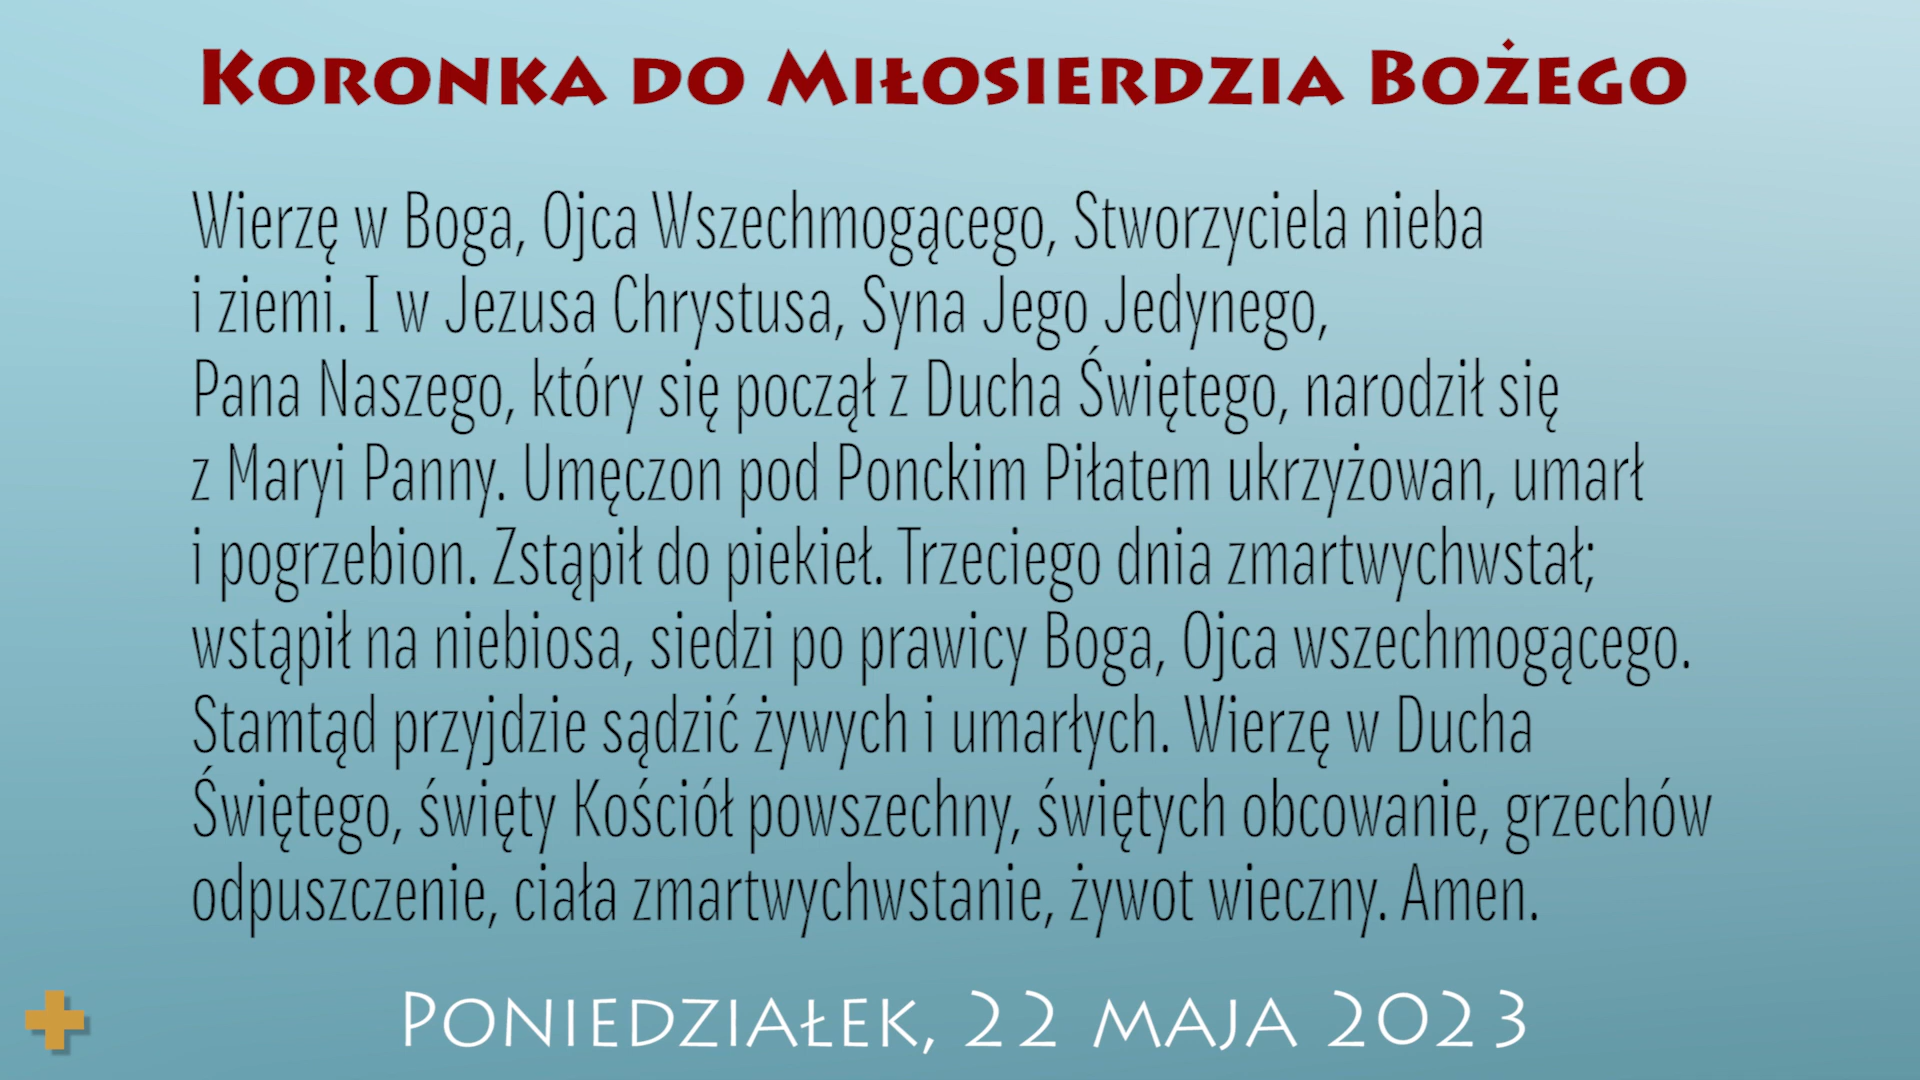 Koronka do Miłosierdzia Bożego
Wierzę w Boga, Ojca Wszechmogącego, Stworzyciela nieba
i ziemi. I w Jezusa Chrystusa, Syna Jego Jedynego,
Pana Naszego, który się począł z Ducha Świętego, narodził się
z Maryi Panny. Umęczon pod Ponckim Piłatem ukrzyżowan, umarł
i pogrzebion. Zstąpił do piekieł. Trzeciego dnia zmartwychwstał;
wstąpił na niebiosa, siedzi po prawicy Boga, Ojca wszechmogącego.
Stamtąd przyjdzie sądzić żywych i umarłych. Wierzę w Ducha
Świętego, święty Kościół powszechny, świętych obcowanie, grzechów
odpuszczenie, ciała zmartwychwstanie, żywot wieczny. Amen.
Poniedziałek, 22 maja 2023